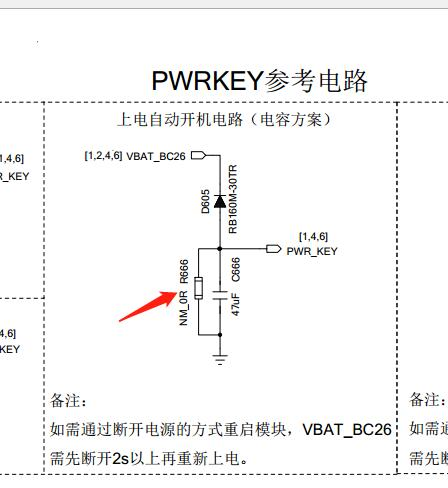 PWRKEY参考电路
上电自动开机电路（电容方案）
[1,2,4,6] VBAT_BC26
D605
RB160M-30TR
[1,4,6]
PWR_KEY
R666
NM_0R
C666
47uF
备注：
如需通过断开电源的方式重启模块，VBAT_BC26
需先断开2s以上再重新上电。
1,4,6]
R_KEY
4,6]
KEY
备注：
如需通
需先断